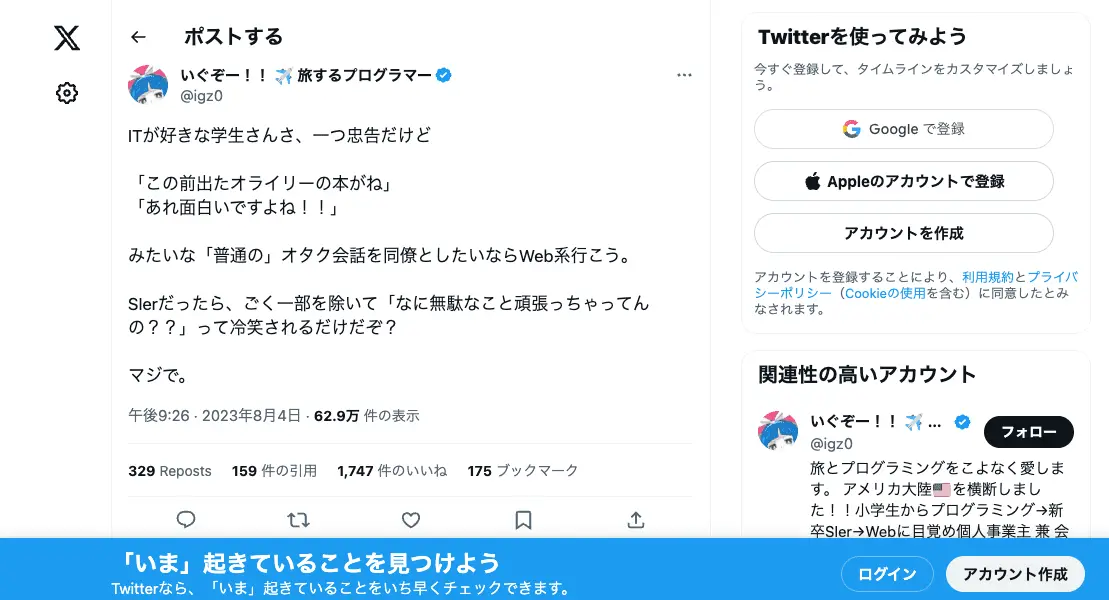 ポストする
いぐぞー！！ ✈️ 旅するプログラマー
@igz0
ITが好きな学生さんさ、一つ忠告だけど
「この前出たオライリーの本がね」
「あれ面白いですよね！！」
みたいな「普通の」オタク会話を同僚としたいならWeb系行こう。
SIerだったら、ごく一部を除いて「なに無駄なこと頑張っちゃってん
の？？」って冷笑されるだけだぞ？
マジで。
午後9:26 · 2023年8月4日 · 62.9万 件の表示
329 Reposts 159 件の引用 1,747 件のいいね 175 ブックマーク
Twitterを使ってみよう
今すぐ登録して、タイムラインをカスタマイズしましょ
う。
Google で登録
Appleのアカウントで登録
アカウントを作成
アカウントを登録することにより、利用規約とプライバ
シーポリシー（Cookieの使用を含む）に同意したとみ
なされます。
関連性の高いアカウント
いぐぞー！！ ✈️ ...
@igz0
フォロー
旅とプログラミングをこよなく愛しま
す。 アメリカ大陸🇺🇸を横断しまし
た！！小学生からプログラミング→新
卒SIer→Webに目覚め個人事業主 兼 会
「いま」起きていることを見つけよう
Twitterなら、「いま」起きていることをいち早くチェックできます。
ログイン
アカウント作成